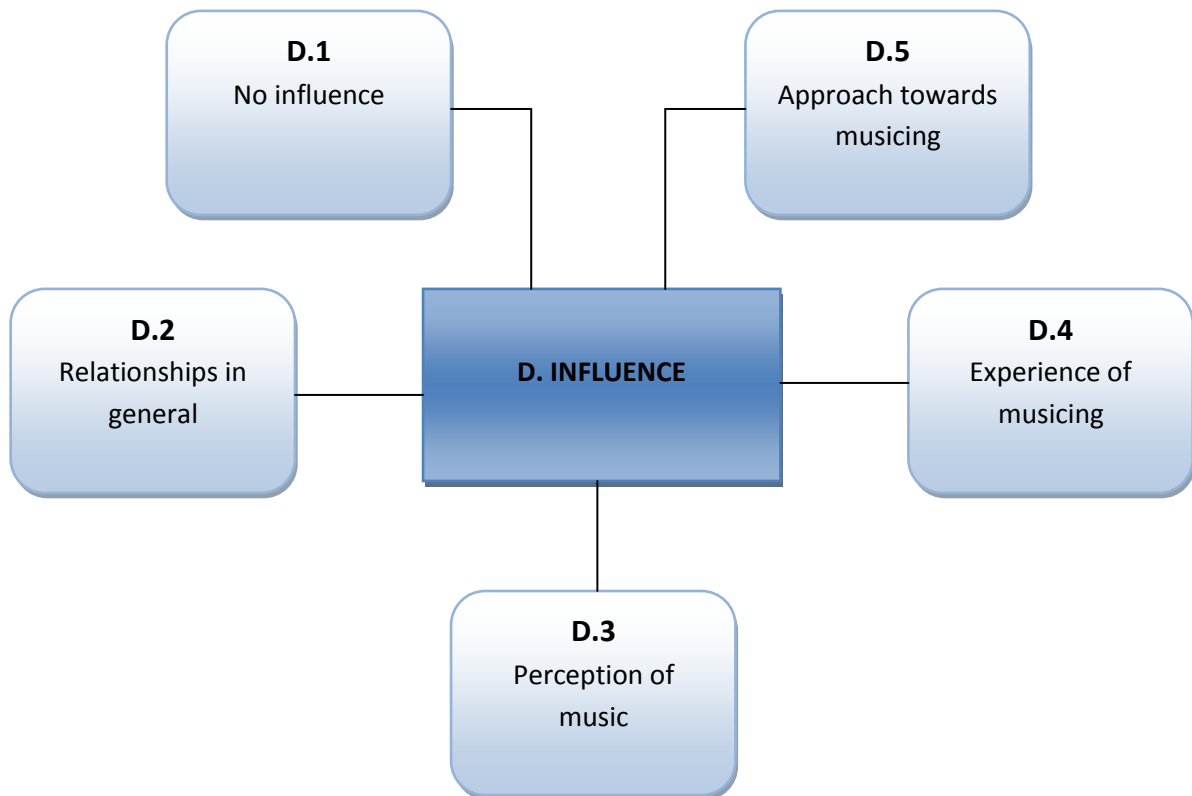 D.1
No influence
D.5
Approach towards
musicing
D.2
Relationships in
general
D. INFLUENCE
D.4
Experience of
musicing
D.3
Perception of
music